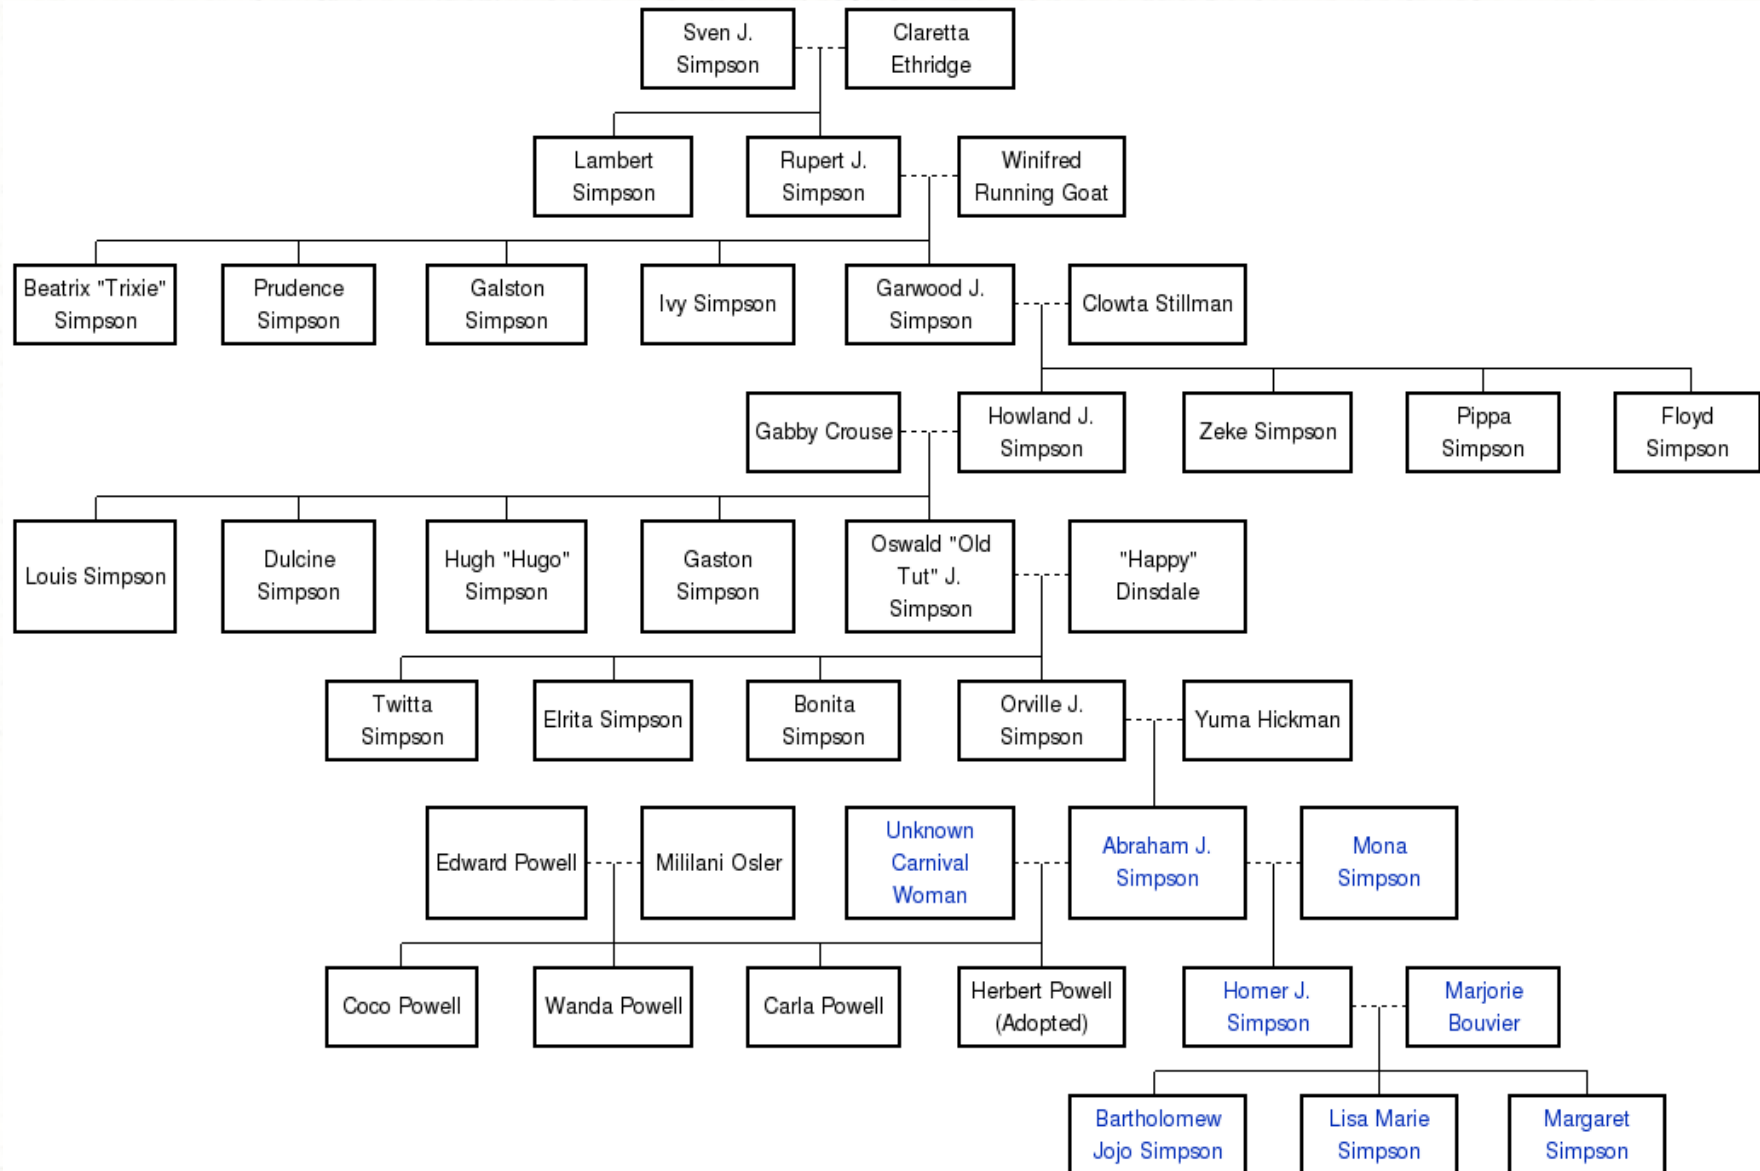 Sven J.
Simpson
Claretta
Ethridge
Lambert
Simpson
Rupert J.
Simpson
Winifred
Running Goat
Beatrix "Trixie"
Simpson
Prudence
Simpson
Galston
Simpson
Ivy Simpson
Garwood J.
Simpson
Clowta Stillman
Gabby Crouse
Howland J.
Simpson
Zeke Simpson
Pippa
Simpson
Floyd
Simpson
Louis Simpson
Dulcine
Simpson
Hugh "Hugo"
Simpson
Gaston
Simpson
Oswald "Old
Tut" J.
Simpson
"Happy"
Dinsdale
Twitta
Simpson
Elrita Simpson
Bonita
Simpson
Orville J.
Simpson
Yuma Hickman
Edward Powell
Mililani Osler
Unknown
Carnival
Woman
Abraham J.
Simpson
Mona
Simpson
Coco Powell
Wanda Powell
Carla Powell
Herbert Powell
(Adopted)
Homer J.
Simpson
Marjorie
Bouvier
Bartholomew
Jojo Simpson
Lisa Marie
Simpson
Margaret
Simpson